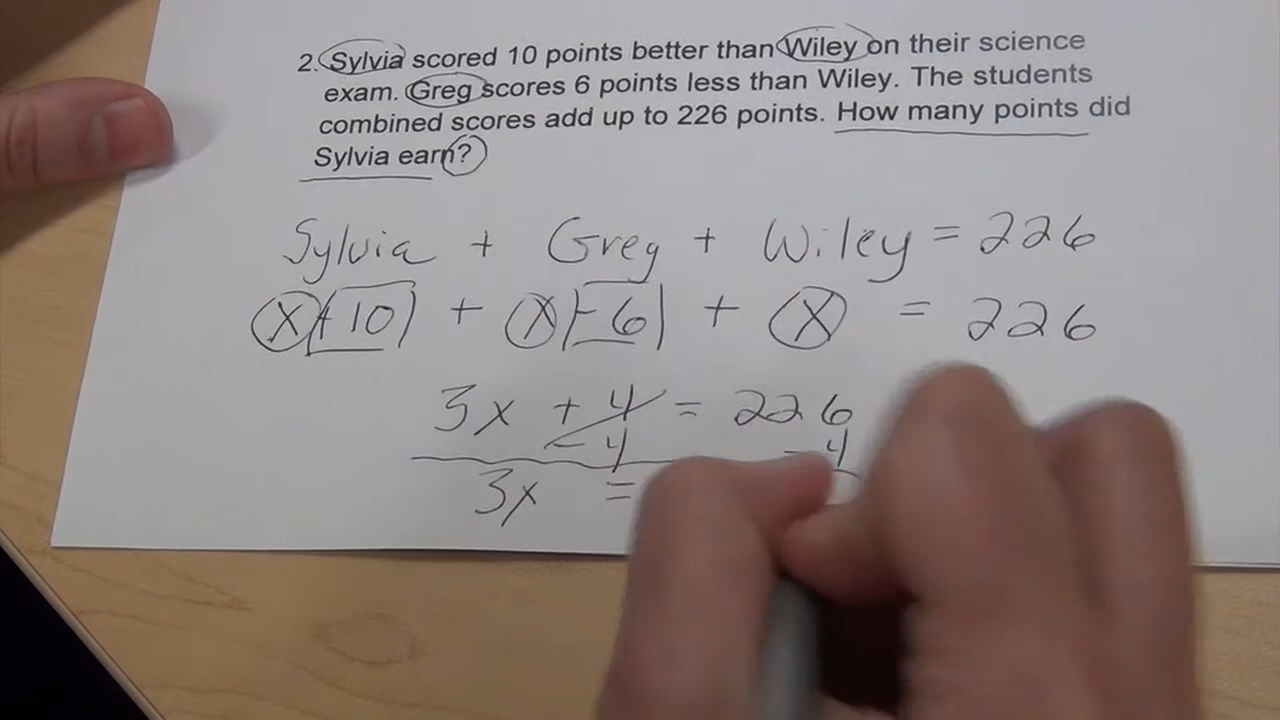 2. Sylvia scored 10 points better than Wiley on their science
exam. Greg scores 6 points less than Wiley. The students
combined scores add up to 226 points. How many points did
Sylvia earn?
Sylvia + Greg + Wiley = 226
x+10 + x-6 + x = 226
3x + 4 = 226
-4 -4
3x =